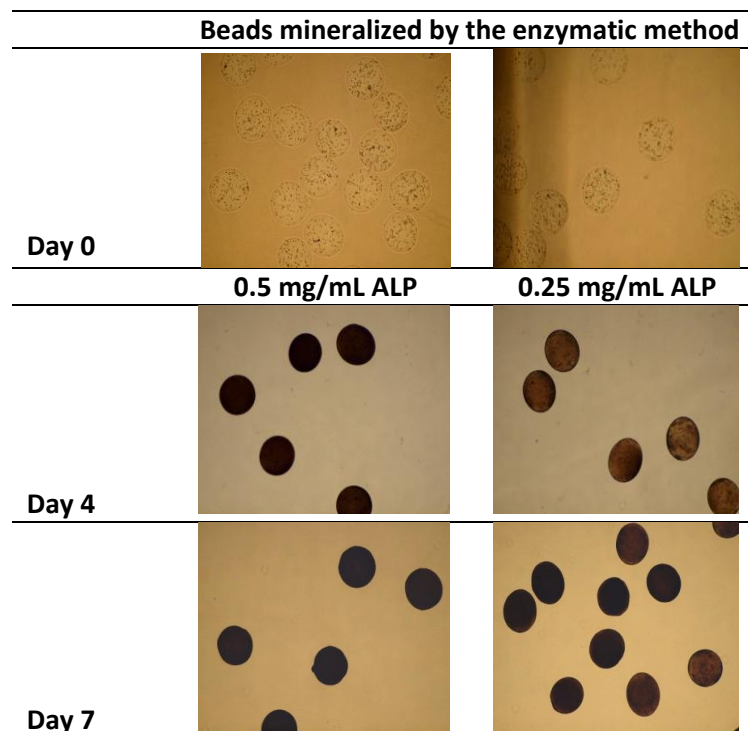 Beads mineralized by the enzymatic method
Day 0
0.5 mg/mL ALP 0.25 mg/mL ALP
Day 4
Day 7